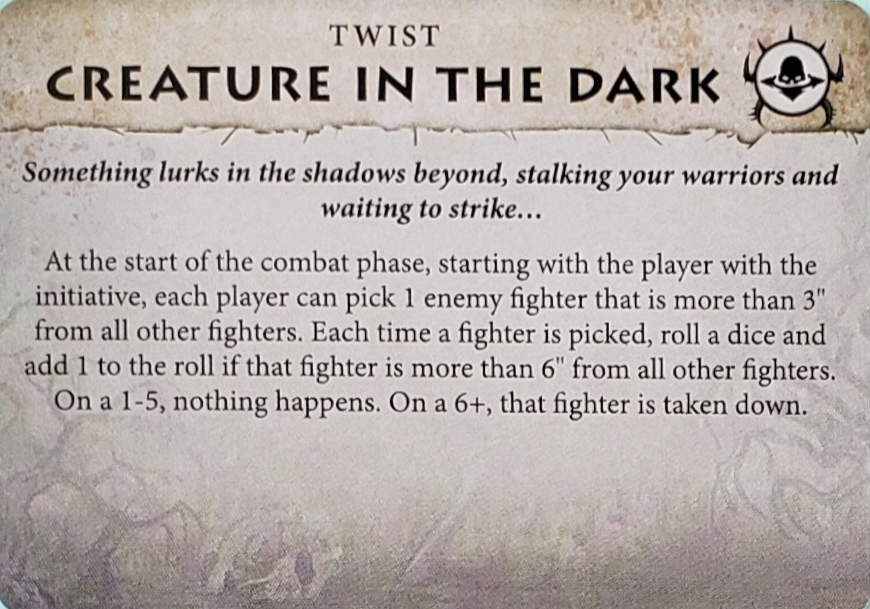 TWIST
CREATURE IN THE DARK
Something lurks in the shadows beyond, stalking your warriors and
waiting to strike...
At the start of the combat phase, starting with the player with the
initiative, each player can pick 1 enemy fighter that is more than 3"
from all other fighters. Each time a fighter is picked, roll a dice and
add 1 to the roll if that fighter is more than 6" from all other fighters.
On a 1-5, nothing happens. On a 6+, that fighter is taken down.